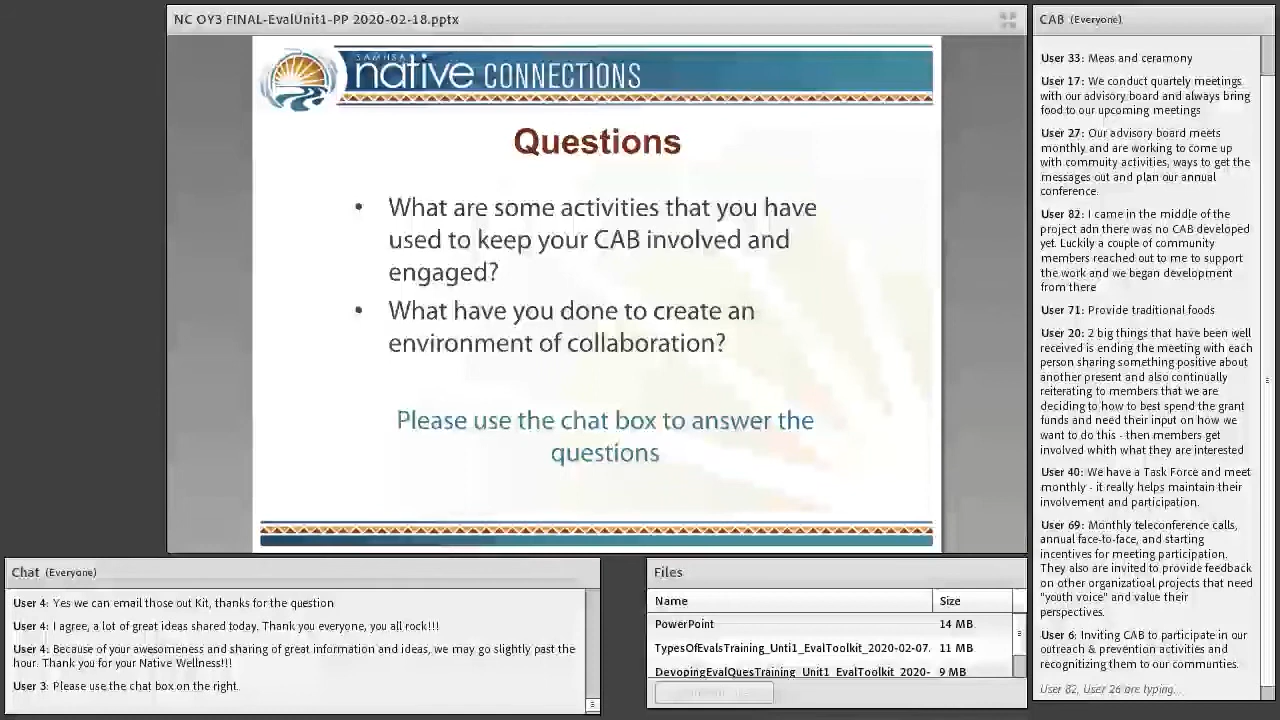 NC OY3 FINAL-EvalUnit1-PP 2020-02-18.pptx
SAMHSA
native CONNECTIONS
Questions
• What are some activities that you have
used to keep your CAB involved and
engaged?
• What have you done to create an
environment of collaboration?
Please use the chat box to answer the
questions
Chat (Everyone)
User 4: Yes we can email those out Kit, thanks for the question
User 4: I agree, a lot of great ideas shared today. Thank you everyone, you all rock!!!
User 4: Because of your awesomeness and sharing of great information and ideas, we may go slightly past the
hour. Thank you for your Native Wellness!!!
User 3: Please use the chat box on the right.
Files
Name Size
PowerPoint 14 MB
TypesOfEvalsTraining_Unti1_EvalToolkit_2020-02-07. 11 MB
DevopingEvalQuesTraining_Unit1_EvalToolkit_2020- 9 MB
CAB (Everyone)
User 33: Meas and ceramony
User 17: We conduct quartely meetings
with our advisory board and always bring
food to our upcoming meetings
User 27: Our advisory board meets
monthly and are working to come up
with commuity activities, ways to get the
messages out and plan our annual
conference.
User 82: I came in the middle of the
project adn there was no CAB developed
yet. Luckily a couple of community
members reached out to me to support
the work and we began development
from there
User 71: Provide traditional foods
User 20: 2 big things that have been well
received is ending the meeting with each
person sharing something positive about
another present and also continually
reiterating to members that we are
deciding to how to best spend the grant
funds and need their input on how we
want to do this - then members get
involved whith what they are interested
User 40: We have a Task Force and meet
monthly - it really helps maintain their
involvement and participation.
User 69: Monthly teleconference calls,
annual face-to-face, and starting
incentives for meeting participation.
They also are invited to provide feedback
on other organizatioal projects that need
"youth voice" and value their
perspectives.
User 6: Inviting CAB to participate in our
outreach & prevention activities and
recognizing them to our communties.
User 82, User 26 are typing...